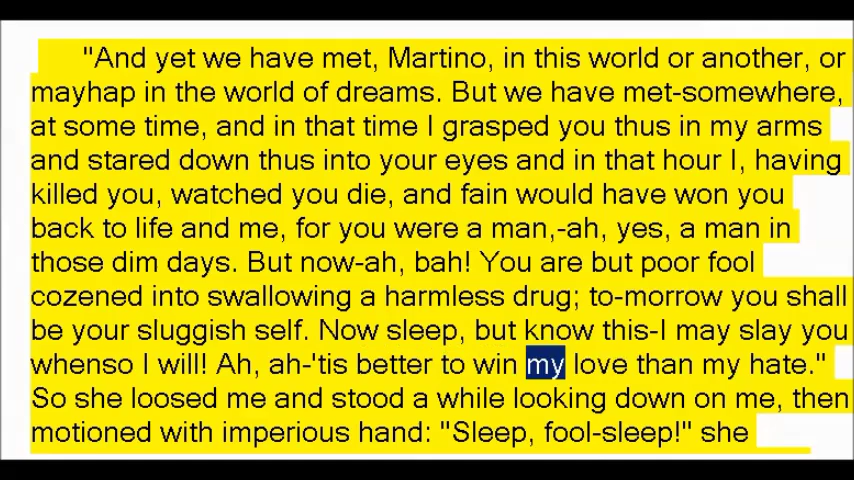 "And yet we have met, Martino, in this world or another, or
mayhap in the world of dreams. But we have met-somewhere,
at some time, and in that time I grasped you thus in my arms
and stared down thus into your eyes and in that hour I, having
killed you, watched you die, and fain would have won you
back to life and me, for you were a man,-ah, yes, a man in
those dim days. But now-ah, bah! You are but poor fool
cozened into swallowing a harmless drug; to-morrow you shall
be your sluggish self. Now sleep, but know this-I may slay you
whenso I will! Ah, ah-'tis better to win my love than my hate."
So she loosed me and stood a while looking down on me, then
motioned with imperious hand: "Sleep, fool-sleep!" she